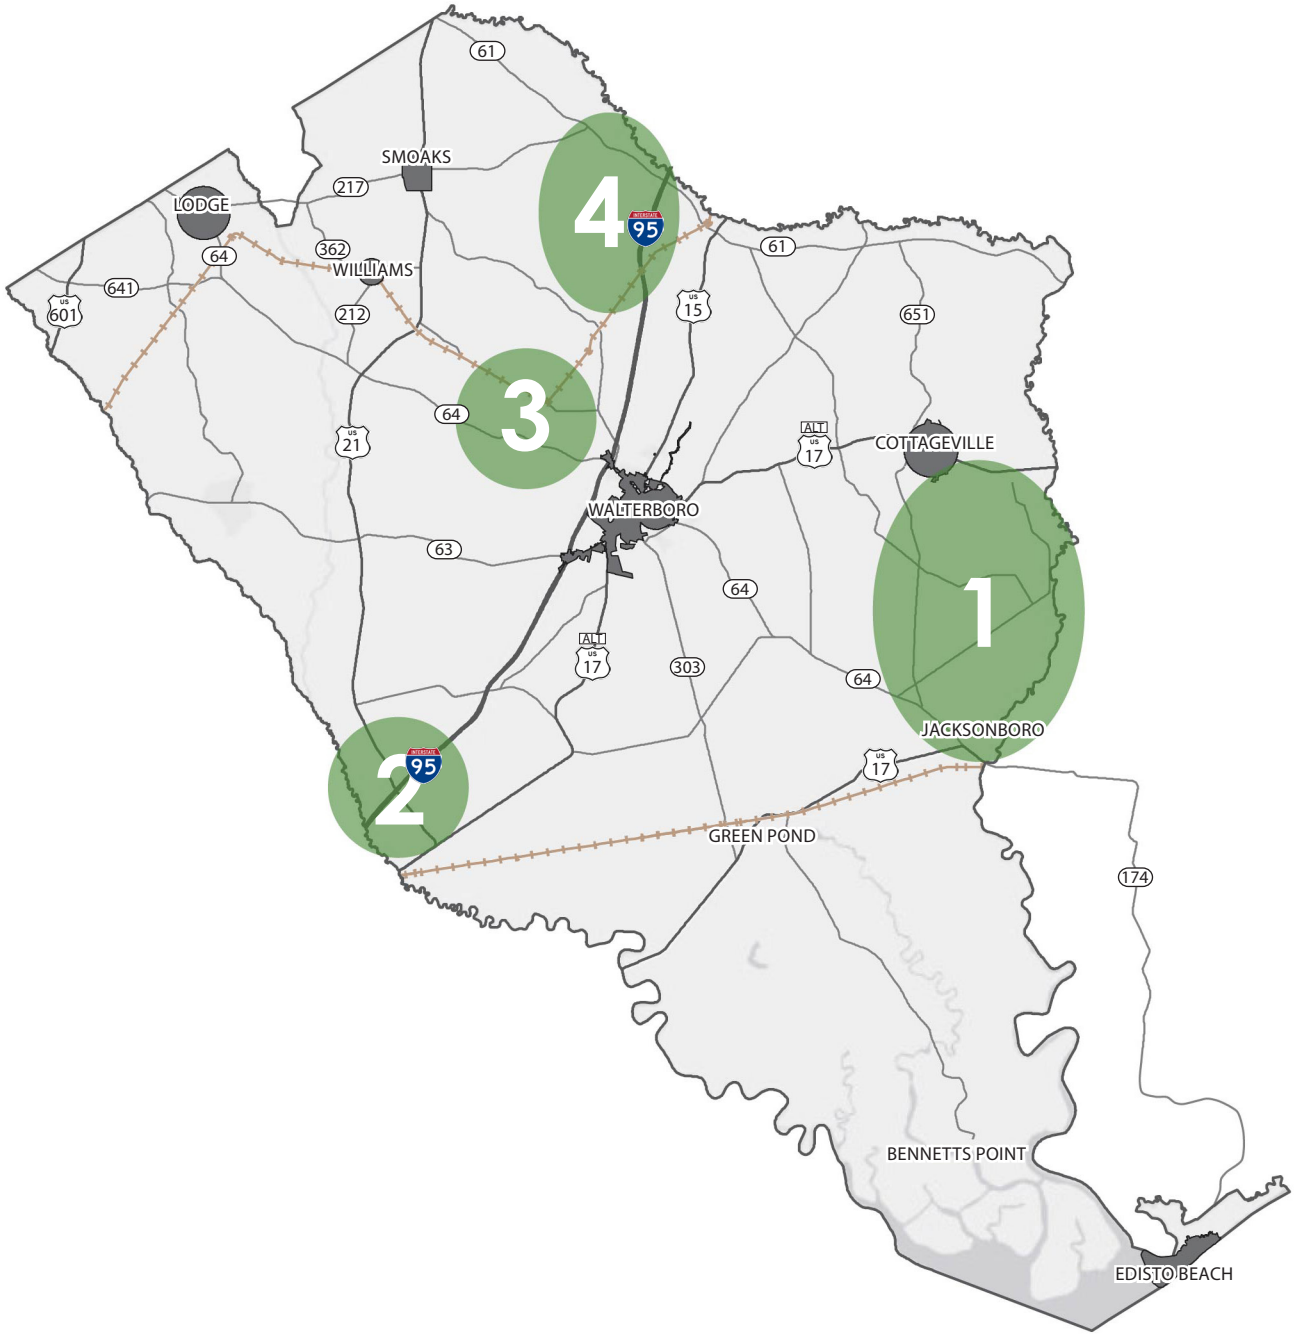 61
SMOAKS
4
217
LODGE
INTERSTATE
95
61
362
64
WILLIAMS
641
US
601
US
15
212
651
3
64
ALT
US
17
US
21
COTTAGEVILLE
WALTERBORO
63
64
1
ALT
US
17
303
64
JACKSONBORO
2
INTERSTATE
95
US
17
GREEN POND
174
BENNETTS POINT
EDISTO BEACH